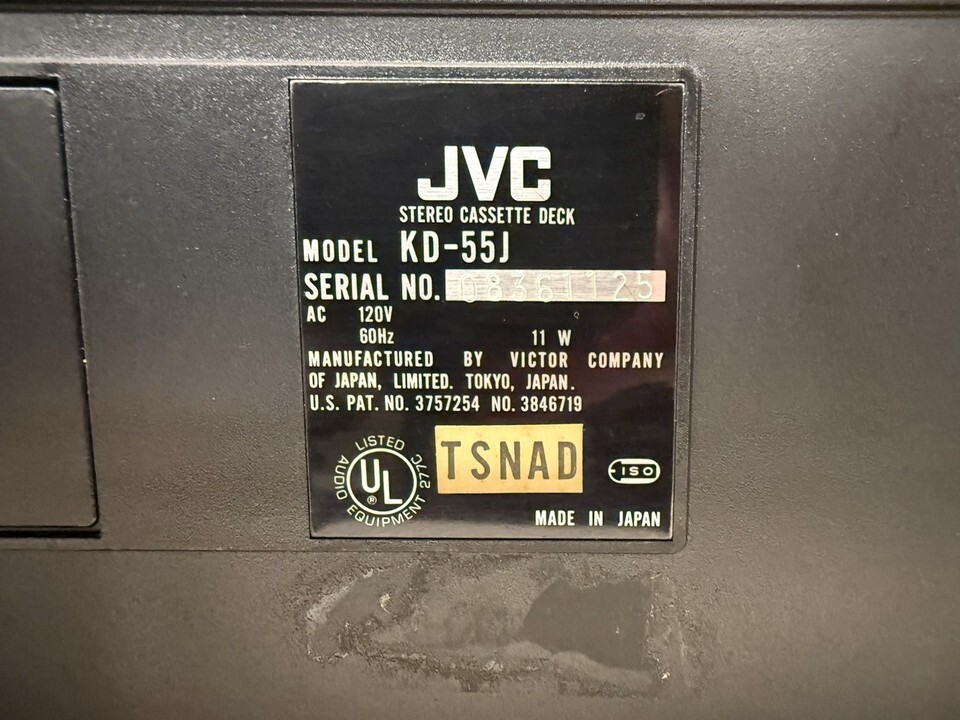 JVC
STEREO CASSETTE DECK
MODEL KD-55J
SERIAL NO. 08361125
AC 120V
60Hz 11 W
MANUFACTURED BY VICTOR COMPANY
OF JAPAN, LIMITED. TOKYO, JAPAN.
U.S. PAT. NO. 3757254 NO. 3846719
LISTED
UL ®
AUDIO EQUIPMENT 277C
TSNAD
ISO
MADE IN JAPAN